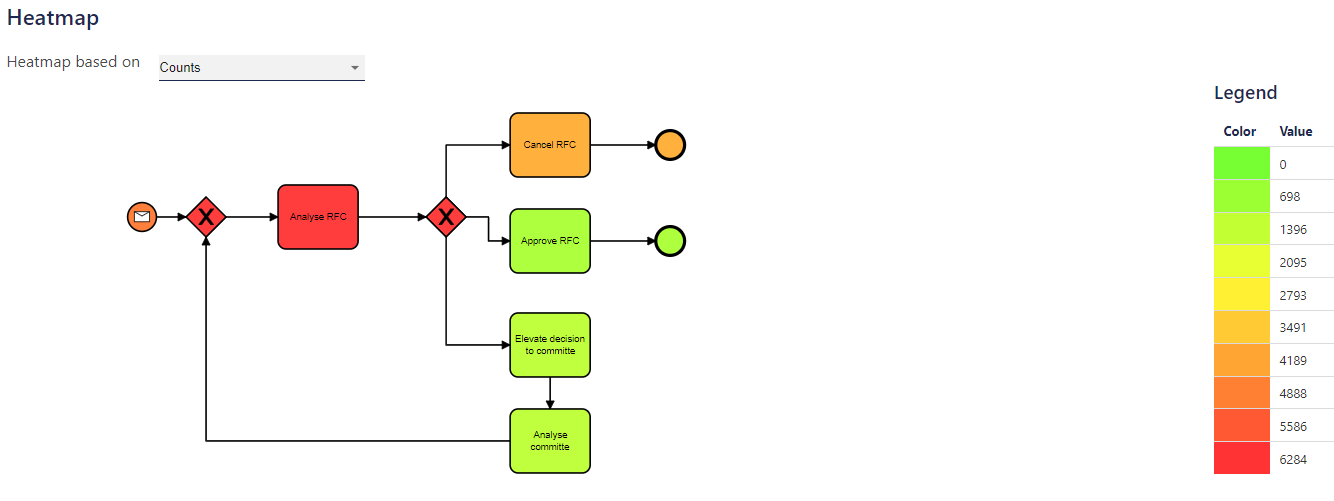 Heatmap
Heatmap based on Counts
Legend
Color Value
0
698
1396
2095
2793
3491
4189
4888
5586
6284
Cancel RFC
X
Analyse RFC
X
Approve RFC
Elevate decision
to committe
Analyse
committe